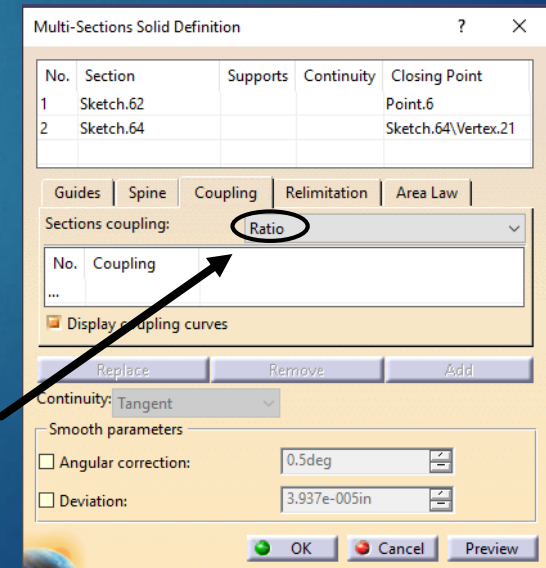 Multi-Sections Solid Definition ? ×
No. Section Supports Continuity Closing Point
1 Sketch.62 Point.6
2 Sketch.64 Sketch.64\Vertex.21
Guides Spine Coupling Relimitation Area Law
Sections coupling: Ratio
No. Coupling
...
Display coupling curves
Replace Remove Add
Continuity: Tangent
Smooth parameters
Angular correction: 0.5deg
Deviation: 3.937e-005in
OK Cancel Preview